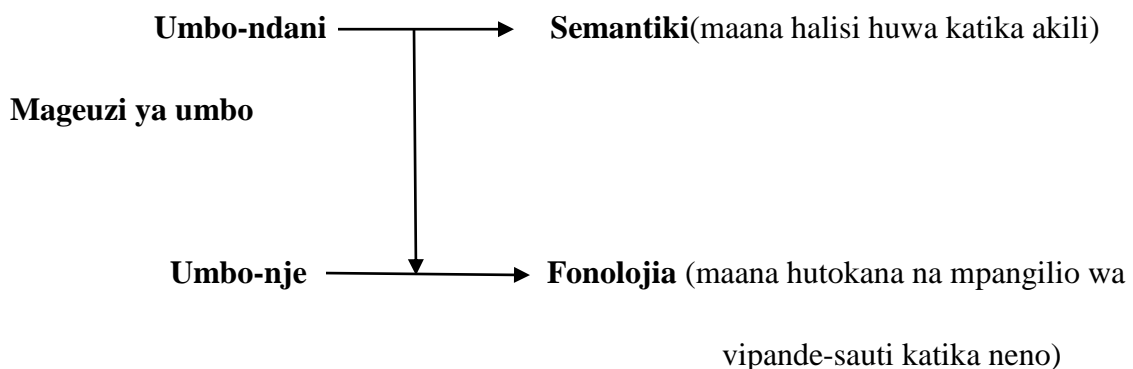 Umbo-ndani Semantiki(maana halisi huwa katika akili)
Mageuzi ya umbo
Umbo-nje Fonolojia (maana hutokana na mpangilio wa
vipande-sauti katika neno)